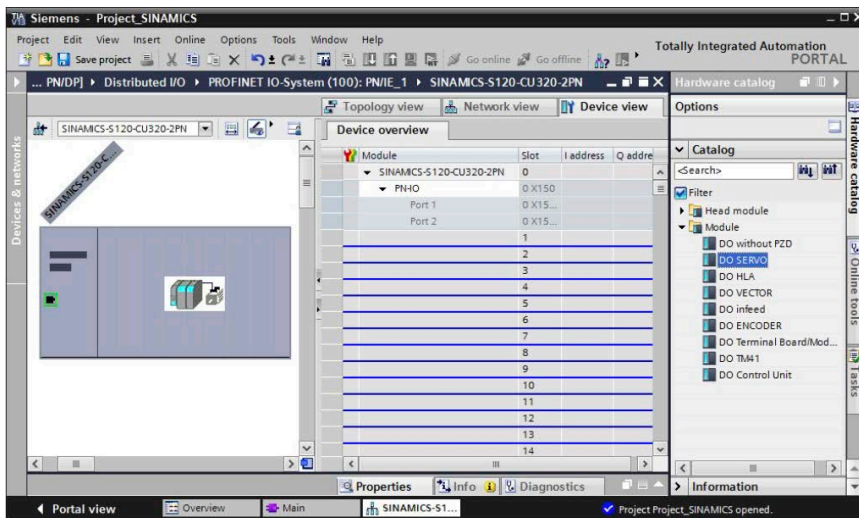 Siemens - Project_SINAMICS
Project Edit View Insert Online Options Tools Window Help
Totally Integrated Automation
PORTAL
Save project Go online Go offline
... PN/DP] Distributed I/O PROFINET IO-System (100): PN/IE_1 SINAMICS-S120-CU320-2PN
Hardware catalog
Topology view Network view Device view
Options
SINAMICS-S120-CU320-2PN
Device overview
Module Slot I address Q addre
SINAMICS-S120-CU320-2PN 0
PN-IO 0 X150
Port 1 0 X15...
Port 2 0 X15...
1
2
3
4
5
6
7
8
9
10
11
12
13
14
SINAMICS-S120-C...
Devices & networks
Catalog
<Search>
Filter
Head module
Module
DO without PZD
DO SERVO
DO HLA
DO VECTOR
DO infeed
DO ENCODER
DO Terminal Board/Mod...
DO TM41
DO Control Unit
Information
Hardware catalog
Online tools
Tasks
Properties Info Diagnostics
Portal view Overview Main SINAMICS-S1...
Project Project_SINAMICS opened.